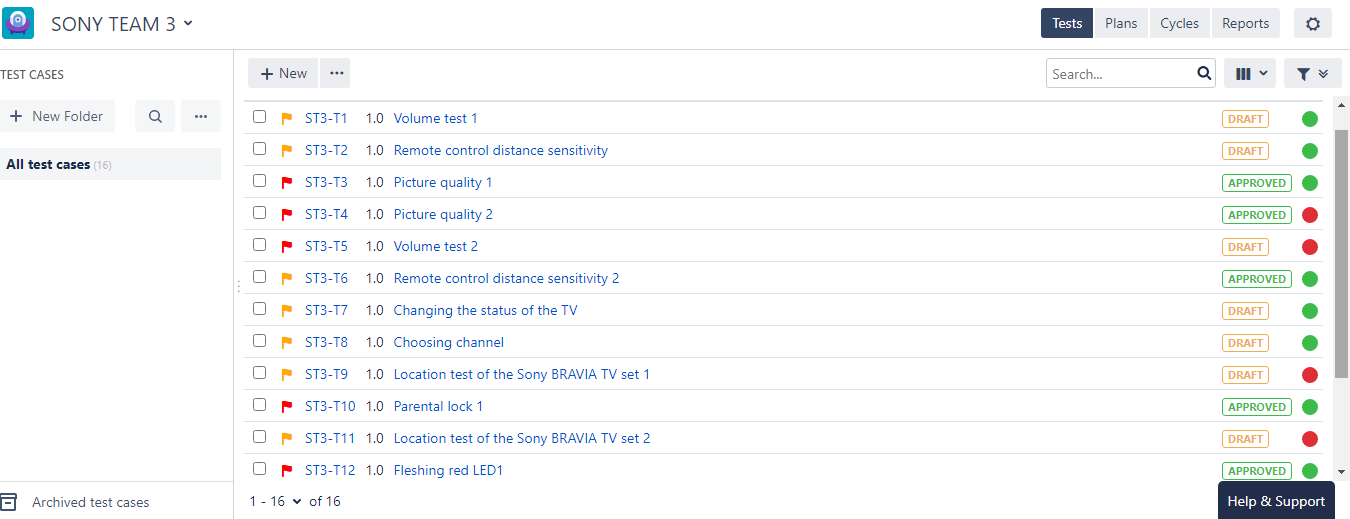 SONY TEAM 3
Tests Plans Cycles Reports
TEST CASES
+ New ...
Search...
+ New Folder ...
All test cases (16)
ST3-T1 1.0 Volume test 1 DRAFT
ST3-T2 1.0 Remote control distance sensitivity DRAFT
ST3-T3 1.0 Picture quality 1 APPROVED
ST3-T4 1.0 Picture quality 2 APPROVED
ST3-T5 1.0 Volume test 2 DRAFT
ST3-T6 1.0 Remote control distance sensitivity 2 APPROVED
ST3-T7 1.0 Changing the status of the TV DRAFT
ST3-T8 1.0 Choosing channel DRAFT
ST3-T9 1.0 Location test of the Sony BRAVIA TV set 1 DRAFT
ST3-T10 1.0 Parental lock 1 APPROVED
ST3-T11 1.0 Location test of the Sony BRAVIA TV set 2 DRAFT
ST3-T12 1.0 Fleshing red LED1 APPROVED
Archived test cases
1 - 16 of 16
Help & Support